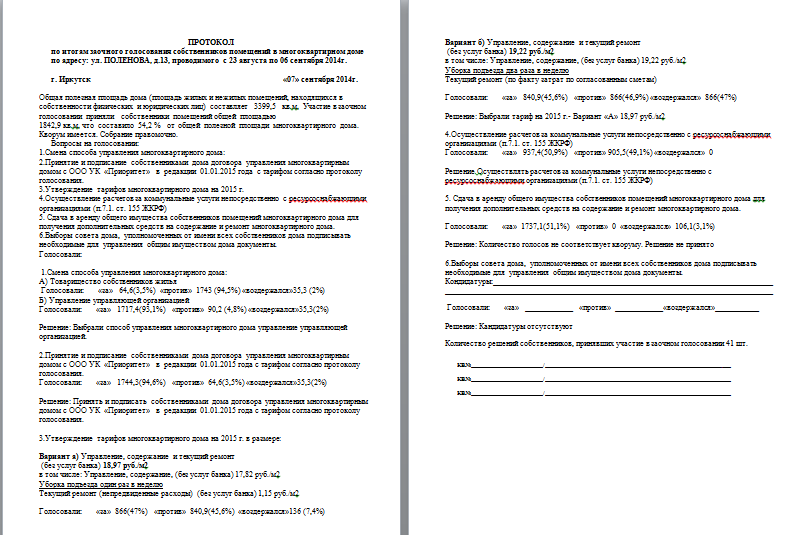 ПРОТОКОЛ
по итогам заочного голосования собственников помещений в многоквартирном доме
по адресу: ул. ПОЛЕНОВА, д.13, проводимого с 23 августа по 06 сентября 2014г.
г. Иркутск «07» сентября 2014г.
Общая полезная площадь дома (площадь жилых и нежилых помещений, находящихся в
собственности физических и юридических лиц) составляет 3399,5 кв.м. Участие в заочном
голосовании приняли собственники помещений общей площадью
1842,9 кв.м, что составило 54,2 % от общей полезной площади многоквартирного дома.
Кворум имеется. Собрание правомочно.
Вопросы на голосовании:
1.Смена способа управления многоквартирного дома:
2.Принятие и подписание собственниками дома договора управления многоквартирным
домом с ООО УК «Приоритет» в редакции 01.01.2015 года с тарифом согласно протоколу
голосования.
3.Утверждение тарифов многоквартирного дома на 2015 г.
4.Осуществление расчетов за коммунальные услуги непосредственно с ресурсоснабжающими
организациями (п.7.1. ст. 155 ЖКРФ)
5. Сдача в аренду общего имущества собственников помещений многоквартирного дома для
получения дополнительных средств на содержание и ремонт многоквартирного дома.
6.Выборы совета дома, уполномоченных от имени всех собственников дома подписывать
необходимые для управления общим имуществом дома документы.
Голосовали:
1.Смена способа управления многоквартирного дома:
А) Товарищество собственников жилья
Голосовали: «за» 64,6(3,5%) «против» 1743 (94,5%) «воздержался»35,3 (2%)
Б) Управление управляющей организацией
Голосовали: «за» 1717,4(93,1%) «против» 90,2 (4,8%) «воздержался»35,3(2%)
Решение: Выбрали способ управления многоквартирного дома управление управляющей
организацией.
2.Принятие и подписание собственниками дома договора управления многоквартирным
домом с ООО УК «Приоритет» в редакции 01.01.2015 года с тарифом согласно протоколу
голосования.
Голосовали: «за» 1744,3(94,6%) «против» 64,6(3,5%) «воздержался»35,3(2%)
Решение: Принять и подписать собственниками дома договора управления многоквартирным
домом с ООО УК «Приоритет» в редакции 01.01.2015 года с тарифом согласно протоколу
голосования.
3.Утверждение тарифов многоквартирного дома на 2015 г. в размере:
Вариант а) Управление, содержание и текущий ремонт
(без услуг банка) 18,97 руб./м2
в том числе: Управление, содержание, (без услуг банка) 17,82 руб./м2
Уборка подъезда один раз в неделю
Текущий ремонт (непредвиденные расходы) (без услуг банка) 1,15 руб./м2
Голосовали: «за» 866(47%) «против» 840,9(45,6%) «воздержался»136 (7,4%)
Вариант б) Управление, содержание и текущий ремонт
(без услуг банка) 19,22 руб./м2
в том числе: Управление, содержание, (без услуг банка) 19,22 руб./м2
Уборка подъезда два раза в неделю
Текущий ремонт (по факту затрат по согласованным сметам)
Голосовали: «за» 840,9(45,6%) «против» 866(46,9%) «воздержался» 866(47%)
Решение: Выбрали тариф на 2015 г.- Вариант «А» 18,97 руб./м2
4.Осуществление расчетов за коммунальные услуги непосредственно с ресурсоснабжающими
организациями (п.7.1. ст. 155 ЖКРФ)
Голосовали: «за» 937,4(50,9%) «против» 905,5(49,1%) «воздержался» 0
Решение:Осуществлять расчетов за коммунальные услуги непосредственно с
ресурсоснабжающими организациями (п.7.1. ст. 155 ЖКРФ)
5. Сдача в аренду общего имущества собственников помещений многоквартирного дома для
получения дополнительных средств на содержание и ремонт многоквартирного дома.
Голосовали: «за» 1737,1(51,1%) «против» 0 «воздержался» 106,1(3,1%)
Решение: Количество голосов не соответствует кворуму. Решение не принято
6.Выборы совета дома, уполномоченных от имени всех собственников дома подписывать
необходимые для управления общим имуществом дома документы.
Кондидатуры:
Голосовали: «за» «против» «воздержался»
Решение: Кандидатуры отсутствуют
Количество решений собственников, принявших участие в заочном голосовании 41 шт.
кв№ /
кв№ /
кв№ /